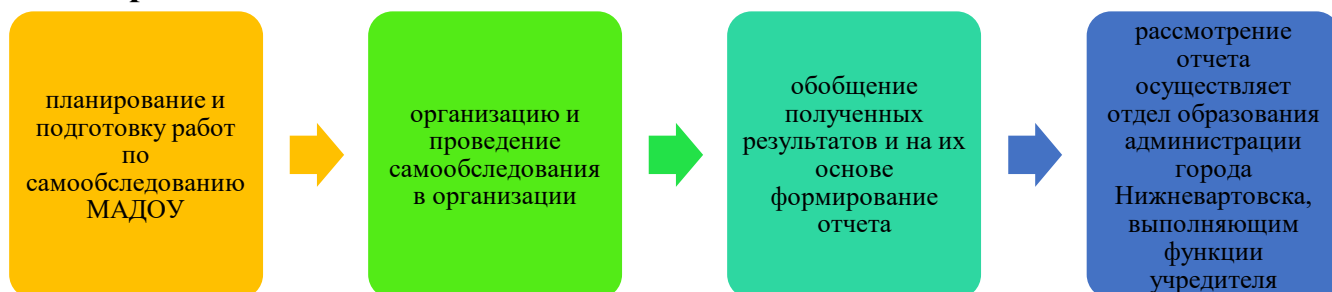 планирование и
подготовку работ
по
самообследованию
МАДОУ
организацию и
проведение
самообследования
в организации
обобщение
полученных
результатов и на их
основе
формирование
отчета
рассмотрение
отчета
осуществляет
отдел образования
администрации
города
Нижневартовска,
выполняющим
функции
учредителя